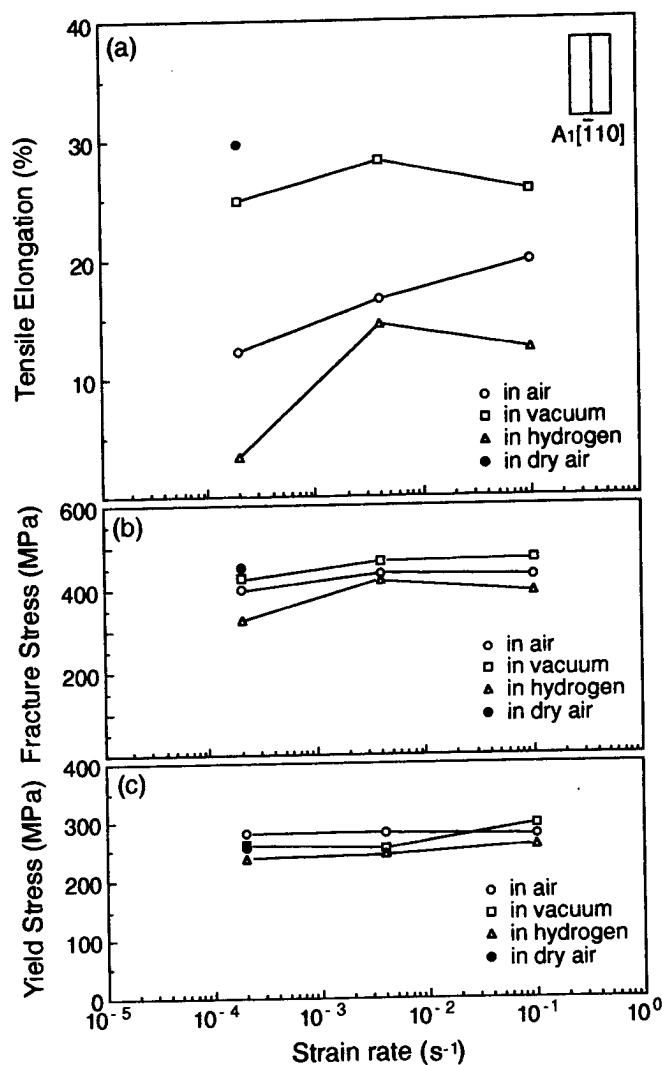 (a)
40
30
20
10
Tensile Elongation (%)
A1[1̄10]
in air
in vacuum
in hydrogen
in dry air
(b)
600
400
200
Fracture Stress (MPa)
in air
in vacuum
in hydrogen
in dry air
(c)
400
300
200
100
0
Yield Stress (MPa)
in air
in vacuum
in hydrogen
in dry air
10⁻⁵ 10⁻⁴ 10⁻³ 10⁻² 10⁻¹ 10⁰
Strain rate (s⁻¹)